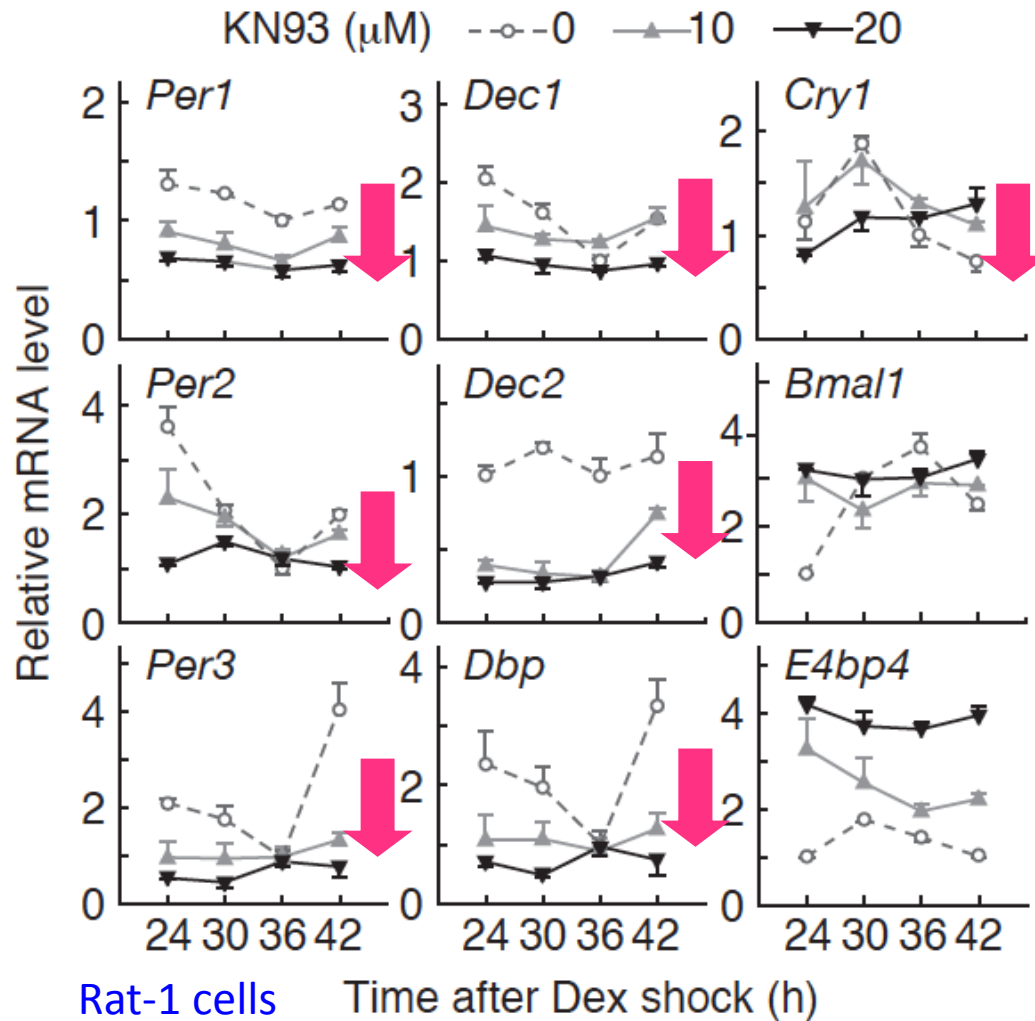 KN93 (μM) 0 10 20
Relative mRNA level
Per1
2
1
0
Dec1
3
2
1
0
Cry1
2
1
0
Per2
4
2
0
Dec2
1
0
Bmal1
4
2
0
Per3
4
2
0
Dbp
4
2
0
E4bp4
4
2
0
24 30 36 42
24 30 36 42
24 30 36 42
Rat-1 cells
Time after Dex shock (h)